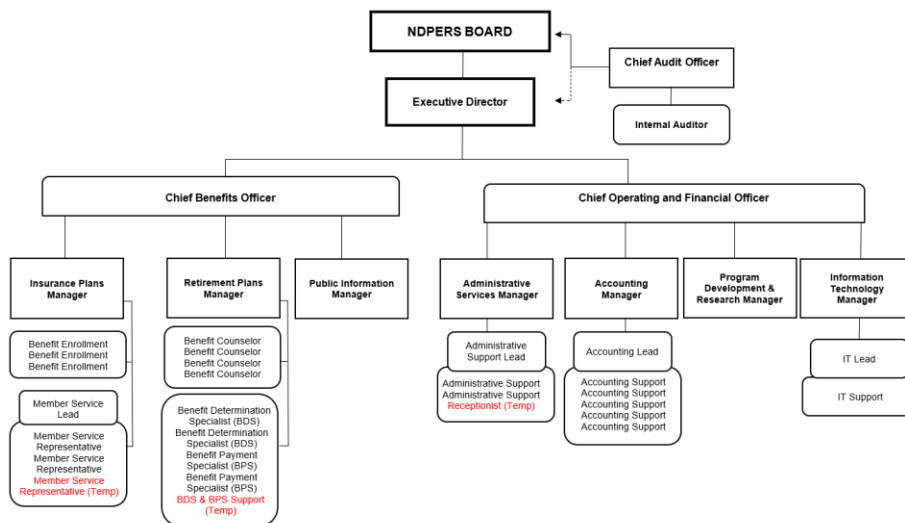 NDPERS BOARD
Chief Audit Officer
Executive Director
Internal Auditor
Chief Benefits Officer
Chief Operating and Financial Officer
Insurance Plans
Manager
Retirement Plans
Manager
Public Information
Manager
Administrative
Services Manager
Accounting
Manager
Program
Development &
Research Manager
Information
Technology
Manager
Benefit Enrollment
Benefit Enrollment
Benefit Enrollment
Member Service
Lead
Member Service
Representative
Member Service
Representative
Member Service
Representative (Temp)
Benefit Counselor
Benefit Counselor
Benefit Counselor
Benefit Counselor
Benefit Determination
Specialist (BDS)
Benefit Determination
Specialist (BDS)
Benefit Payment
Specialist (BPS)
Benefit Payment
Specialist (BPS)
BDS & BPS Support
(Temp)
Administrative
Support Lead
Administrative Support
Administrative Support
Receptionist (Temp)
Accounting Lead
Accounting Support
Accounting Support
Accounting Support
Accounting Support
Accounting Support
IT Lead
IT Support